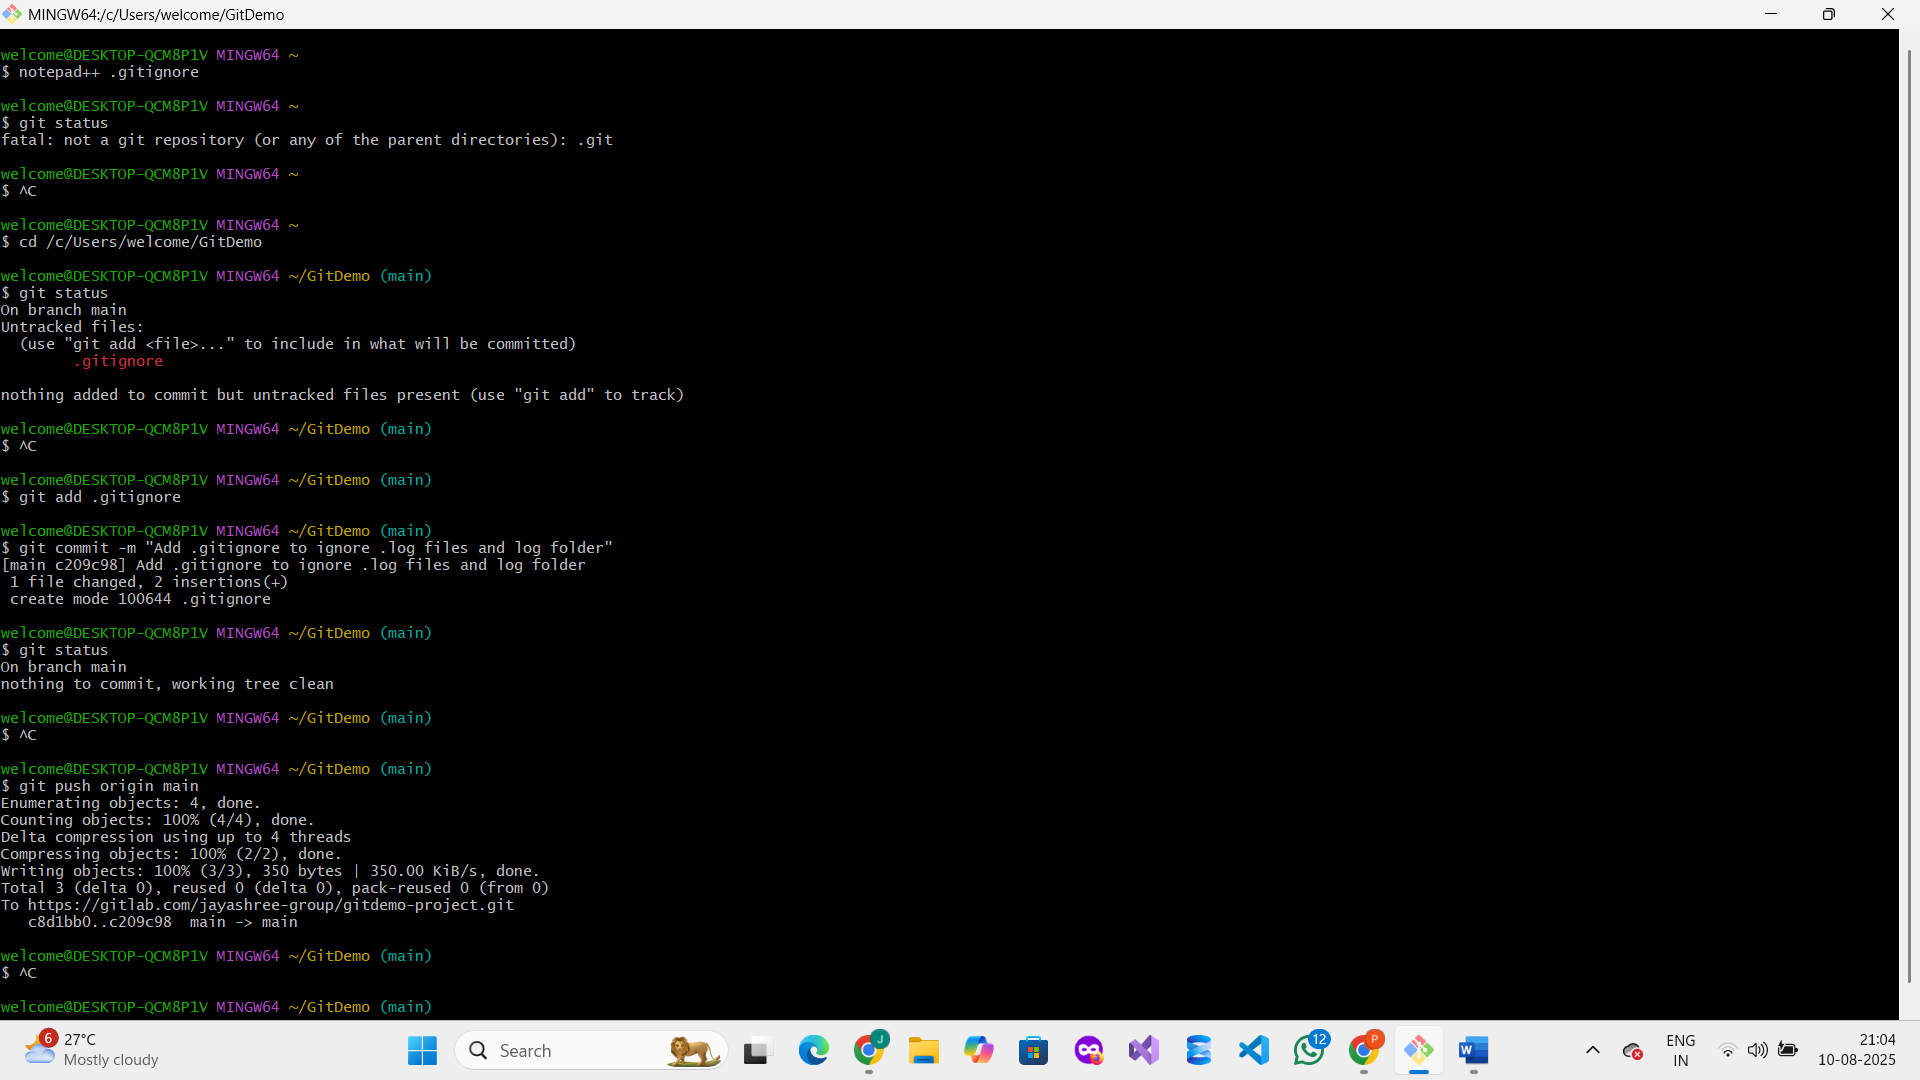 MINGW64:/c/Users/welcome/GitDemo
welcome@DESKTOP-QCM8P1V MINGW64 ~
$ notepad++ .gitignore
welcome@DESKTOP-QCM8P1V MINGW64 ~
$ git status
fatal: not a git repository (or any of the parent directories): .git
welcome@DESKTOP-QCM8P1V MINGW64 ~
$ ^C
welcome@DESKTOP-QCM8P1V MINGW64 ~
$ cd /c/Users/welcome/GitDemo
welcome@DESKTOP-QCM8P1V MINGW64 ~/GitDemo (main)
$ git status
On branch main
Untracked files:
  (use "git add <file>..." to include in what will be committed)
        .gitignore
nothing added to commit but untracked files present (use "git add" to track)
welcome@DESKTOP-QCM8P1V MINGW64 ~/GitDemo (main)
$ ^C
welcome@DESKTOP-QCM8P1V MINGW64 ~/GitDemo (main)
$ git add .gitignore
welcome@DESKTOP-QCM8P1V MINGW64 ~/GitDemo (main)
$ git commit -m "Add .gitignore to ignore .log files and log folder"
[main c209c98] Add .gitignore to ignore .log files and log folder
 1 file changed, 2 insertions(+)
 create mode 100644 .gitignore
welcome@DESKTOP-QCM8P1V MINGW64 ~/GitDemo (main)
$ git status
On branch main
nothing to commit, working tree clean
welcome@DESKTOP-QCM8P1V MINGW64 ~/GitDemo (main)
$ ^C
welcome@DESKTOP-QCM8P1V MINGW64 ~/GitDemo (main)
$ git push origin main
Enumerating objects: 4, done.
Counting objects: 100% (4/4), done.
Delta compression using up to 4 threads
Compressing objects: 100% (2/2), done.
Writing objects: 100% (3/3), 350 bytes | 350.00 KiB/s, done.
Total 3 (delta 0), reused 0 (delta 0), pack-reused 0 (from 0)
To https://gitlab.com/jayashree-group/gitdemo-project.git
   c8d1bb0..c209c98  main -> main
welcome@DESKTOP-QCM8P1V MINGW64 ~/GitDemo (main)
$ ^C
welcome@DESKTOP-QCM8P1V MINGW64 ~/GitDemo (main)
6
27°C
Mostly cloudy
Search
J
12
P
W
ENG
IN
21:04
10-08-2025